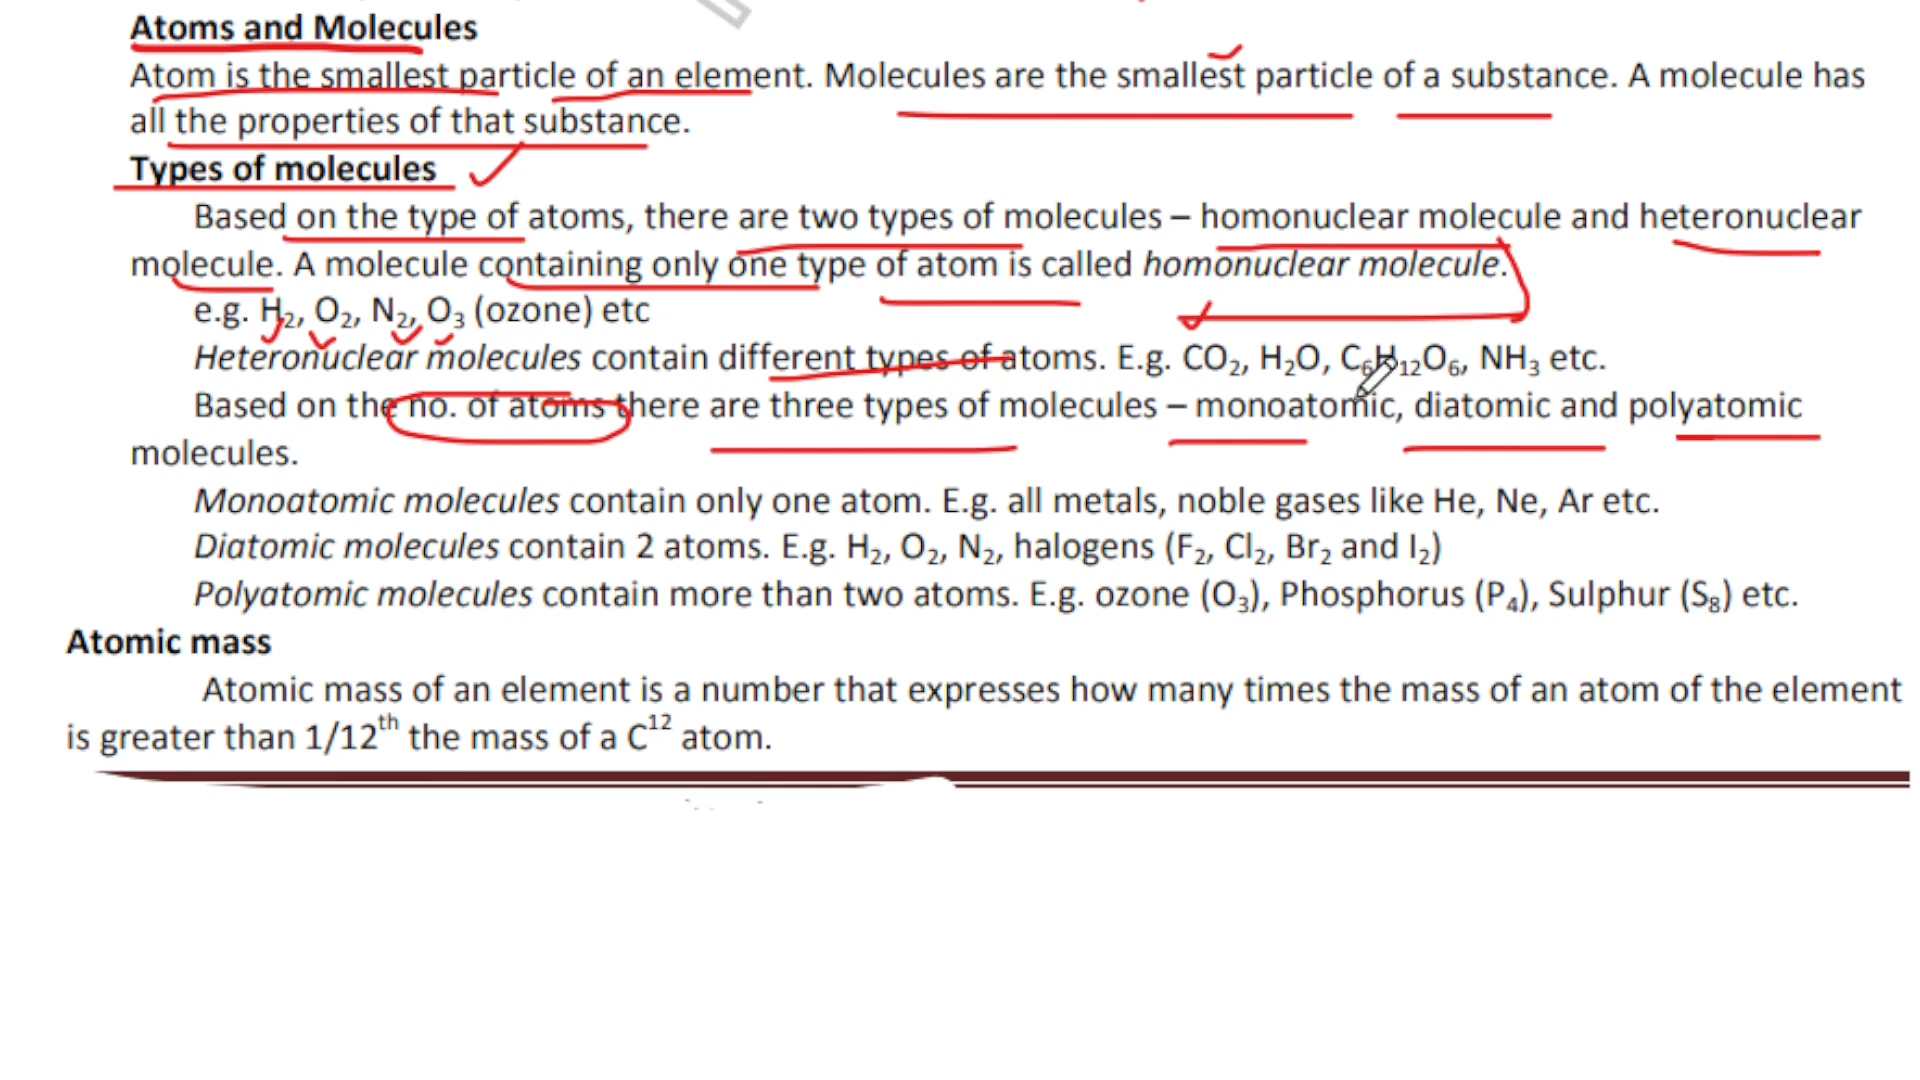 Atoms and Molecules
Atom is the smallest particle of an element. Molecules are the smallest particle of a substance. A molecule has
all the properties of that substance.
Types of molecules
Based on the type of atoms, there are two types of molecules – homonuclear molecule and heteronuclear
molecule. A molecule containing only one type of atom is called homonuclear molecule.
e.g. H₂, O₂, N₂, O₃ (ozone) etc
Heteronuclear molecules contain different types of atoms. E.g. CO₂, H₂O, C₆H₁₂O₆, NH₃ etc.
Based on the no. of atoms there are three types of molecules – monoatomic, diatomic and polyatomic
molecules.
Monoatomic molecules contain only one atom. E.g. all metals, noble gases like He, Ne, Ar etc.
Diatomic molecules contain 2 atoms. E.g. H₂, O₂, N₂, halogens (F₂, Cl₂, Br₂ and I₂)
Polyatomic molecules contain more than two atoms. E.g. ozone (O₃), Phosphorus (P₄), Sulphur (S₈) etc.
Atomic mass
Atomic mass of an element is a number that expresses how many times the mass of an atom of the element
is greater than 1/12ᵗʰ the mass of a C¹² atom.